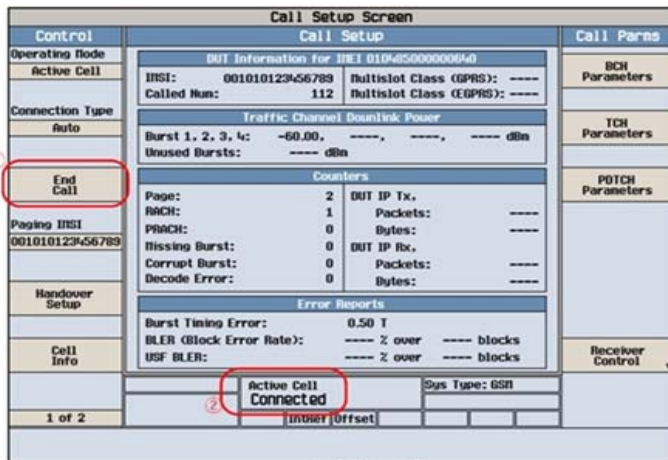 Call Setup Screen
Control
Call Setup
Call Parms
Operating Mode
Active Cell
Connection Type
Auto
End
Call
Paging IMSI
001010123456789
Handover
Setup
Cell
Info
1 of 2
DUT Information for IMEI 010485000000640
IMSI: 001010123456789
Called Num: 112
Multislot Class (GPRS): ----
Multislot Class (EGPRS): ----
Traffic Channel Downlink Power
Burst 1, 2, 3, 4: -60.00, ----, ----, ---- dBm
Unused Bursts: ---- dBm
Counters
Page: 2
RACH: 1
PRACH: 0
Missing Burst: 0
Corrupt Burst: 0
Decode Error: 0
DUT IP Tx.
Packets: ----
Bytes: ----
DUT IP Rx.
Packets: ----
Bytes: ----
Error Reports
Burst Timing Error: 0.50 T
BLER (Block Error Rate): ---- % over ---- blocks
USF BLER: ---- % over ---- blocks
②
Active Cell
Connected
Sys Type: GSM
IntRef Offset
BCH
Parameters
TCH
Parameters
PDTCH
Parameters
Receiver
Control